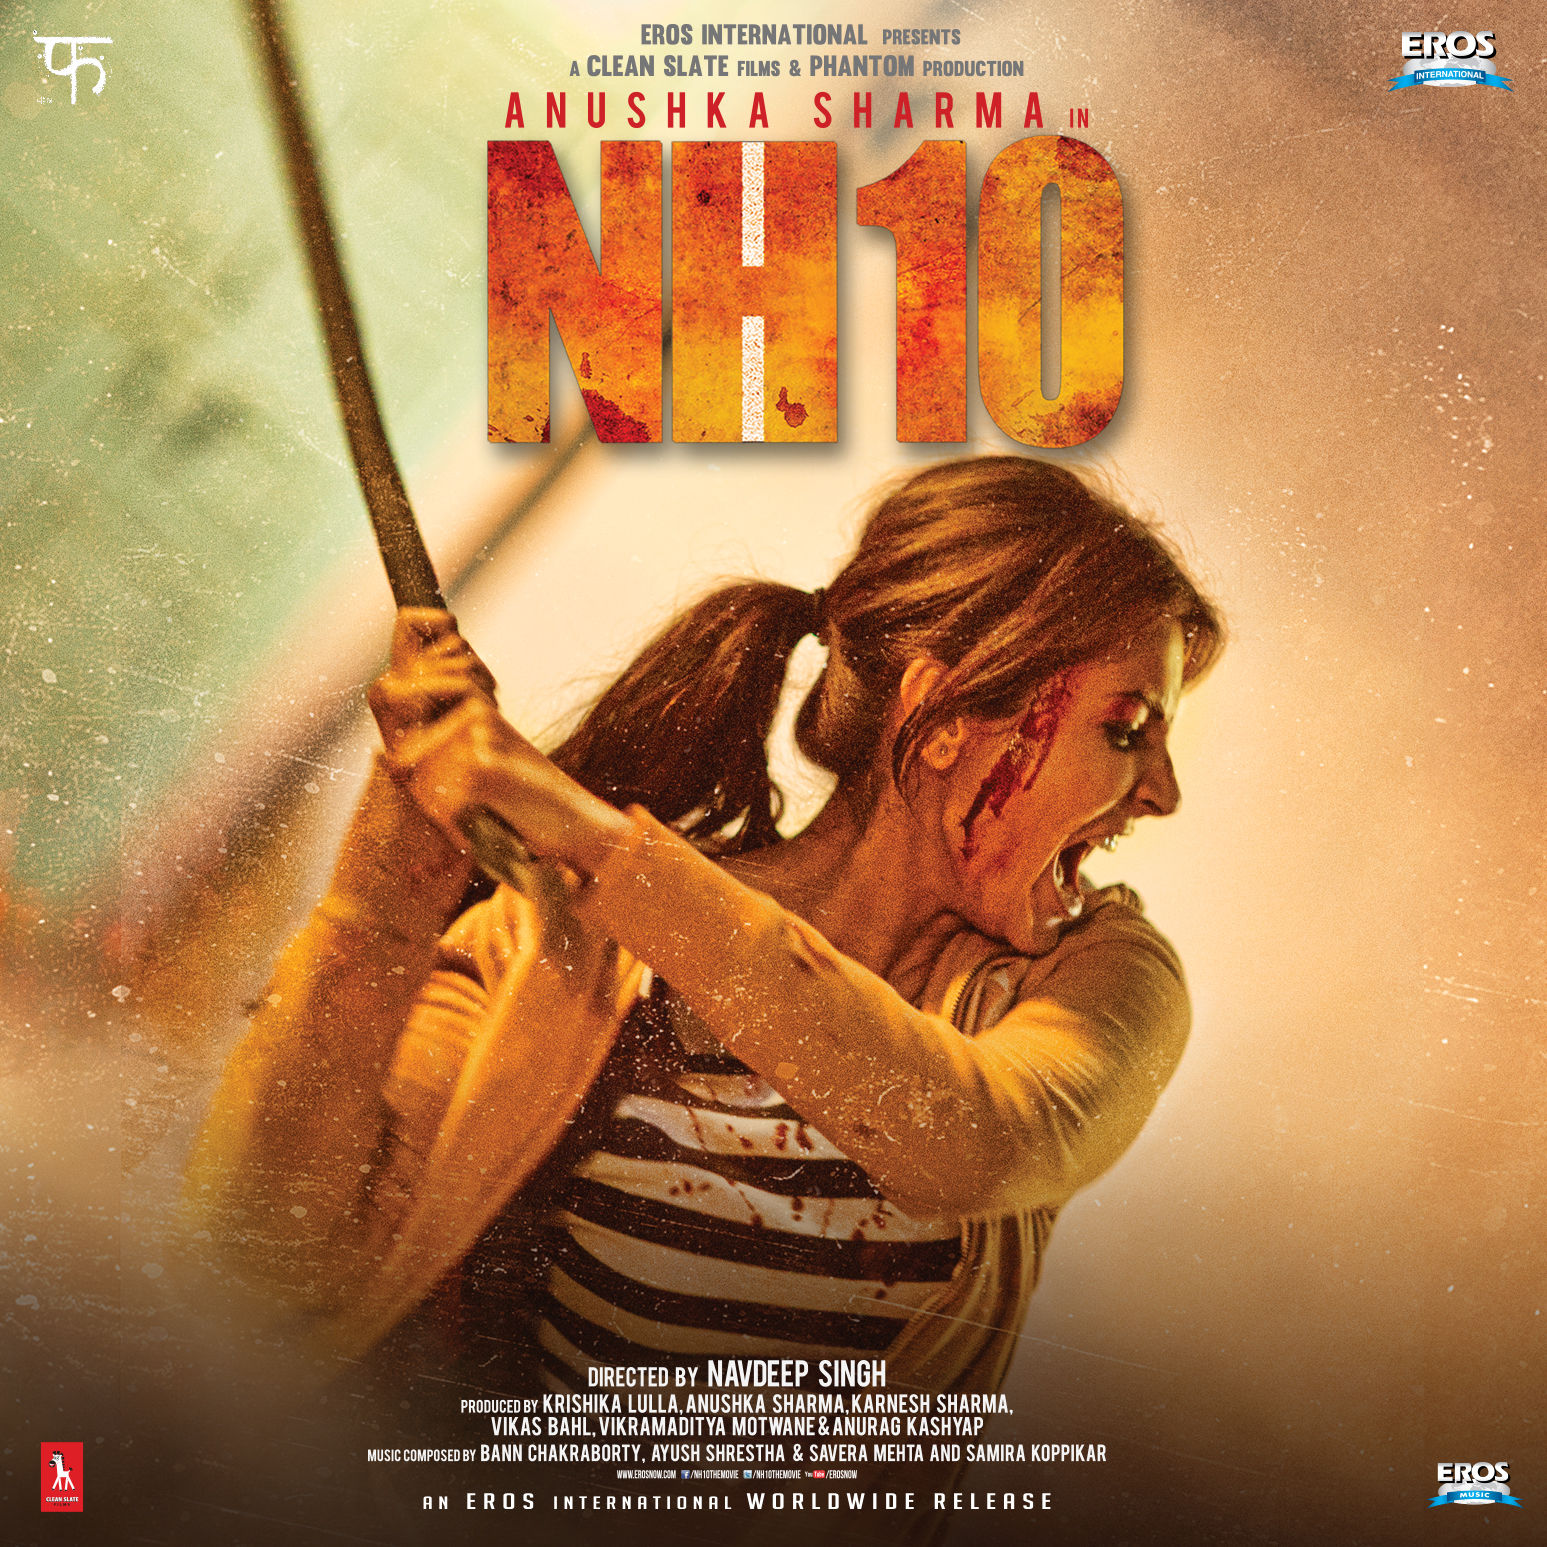 फ
EROS
INTERNATIONAL
EROS INTERNATIONAL PRESENTS
A CLEAN SLATE FILMS & PHANTOM PRODUCTION
ANUSHKA SHARMA IN
NH10
DIRECTED BY NAVDEEP SINGH
PRODUCED BY KRISHIKA LULLA, ANUSHKA SHARMA, KARNESH SHARMA,
VIKAS BAHL, VIKRAMADITYA MOTWANE & ANURAG KASHYAP
MUSIC COMPOSED BY BANN CHAKRABORTY, AYUSH SHRESTHA & SAVERA MEHTA AND SAMIRA KOPPIKAR
WWW.EROSNOW.COM f/NH10THEMOVIE /NH10THEMOVIE YouTube/EROSNOW
AN EROS INTERNATIONAL WORLDWIDE RELEASE
CLEAN SLATE
FILMS
EROS
MUSIC